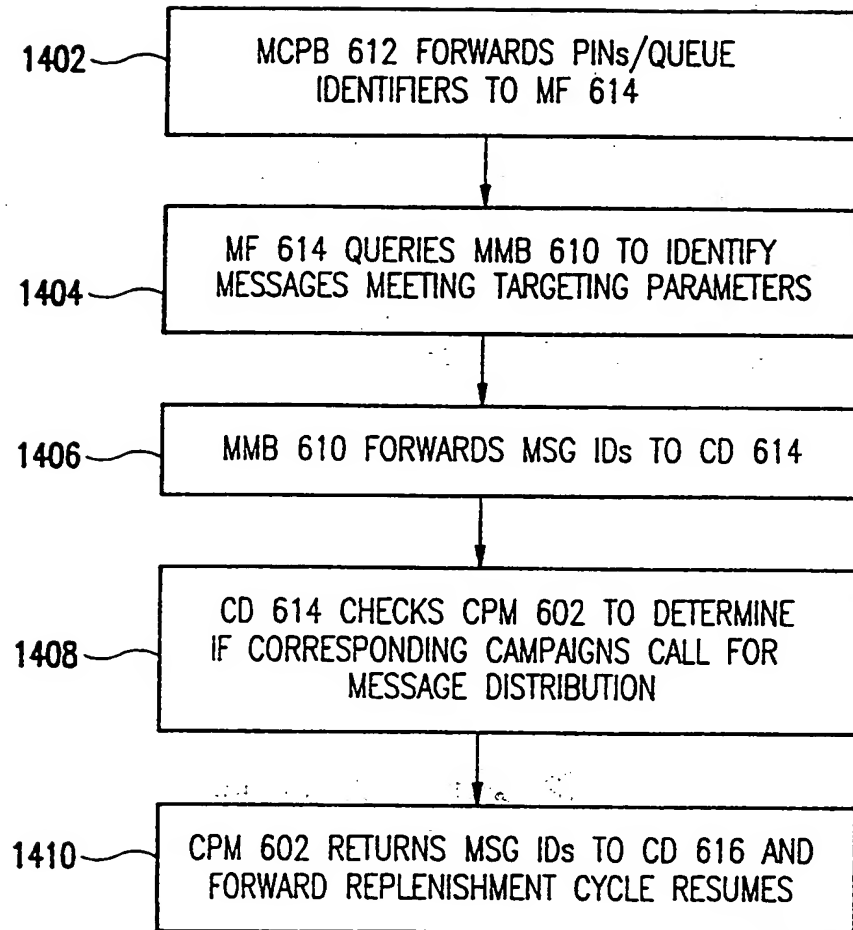 1402
MCPB 612 FORWARDS PINs/QUEUE
IDENTIFIERS TO MF 614
1404
MF 614 QUERIES MMB 610 TO IDENTIFY
MESSAGES MEETING TARGETING PARAMETERS
1406
MMB 610 FORWARDS MSG IDs TO CD 614
1408
CD 614 CHECKS CPM 602 TO DETERMINE
IF CORRESPONDING CAMPAIGNS CALL FOR
MESSAGE DISTRIBUTION
1410
CPM 602 RETURNS MSG IDs TO CD 616 AND
FORWARD REPLENISHMENT CYCLE RESUMES